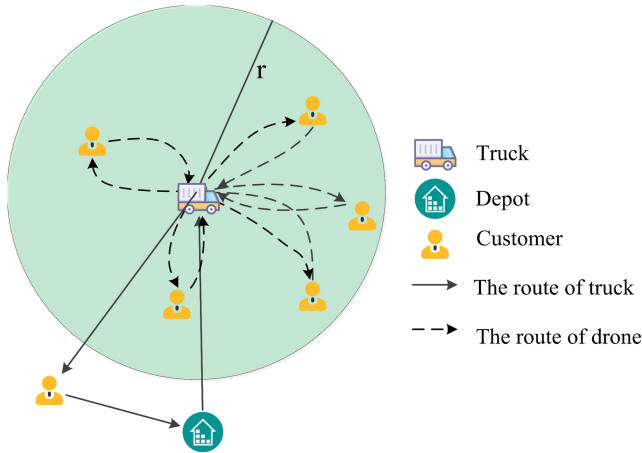 r
Truck
Depot
Customer
The route of truck
The route of drone